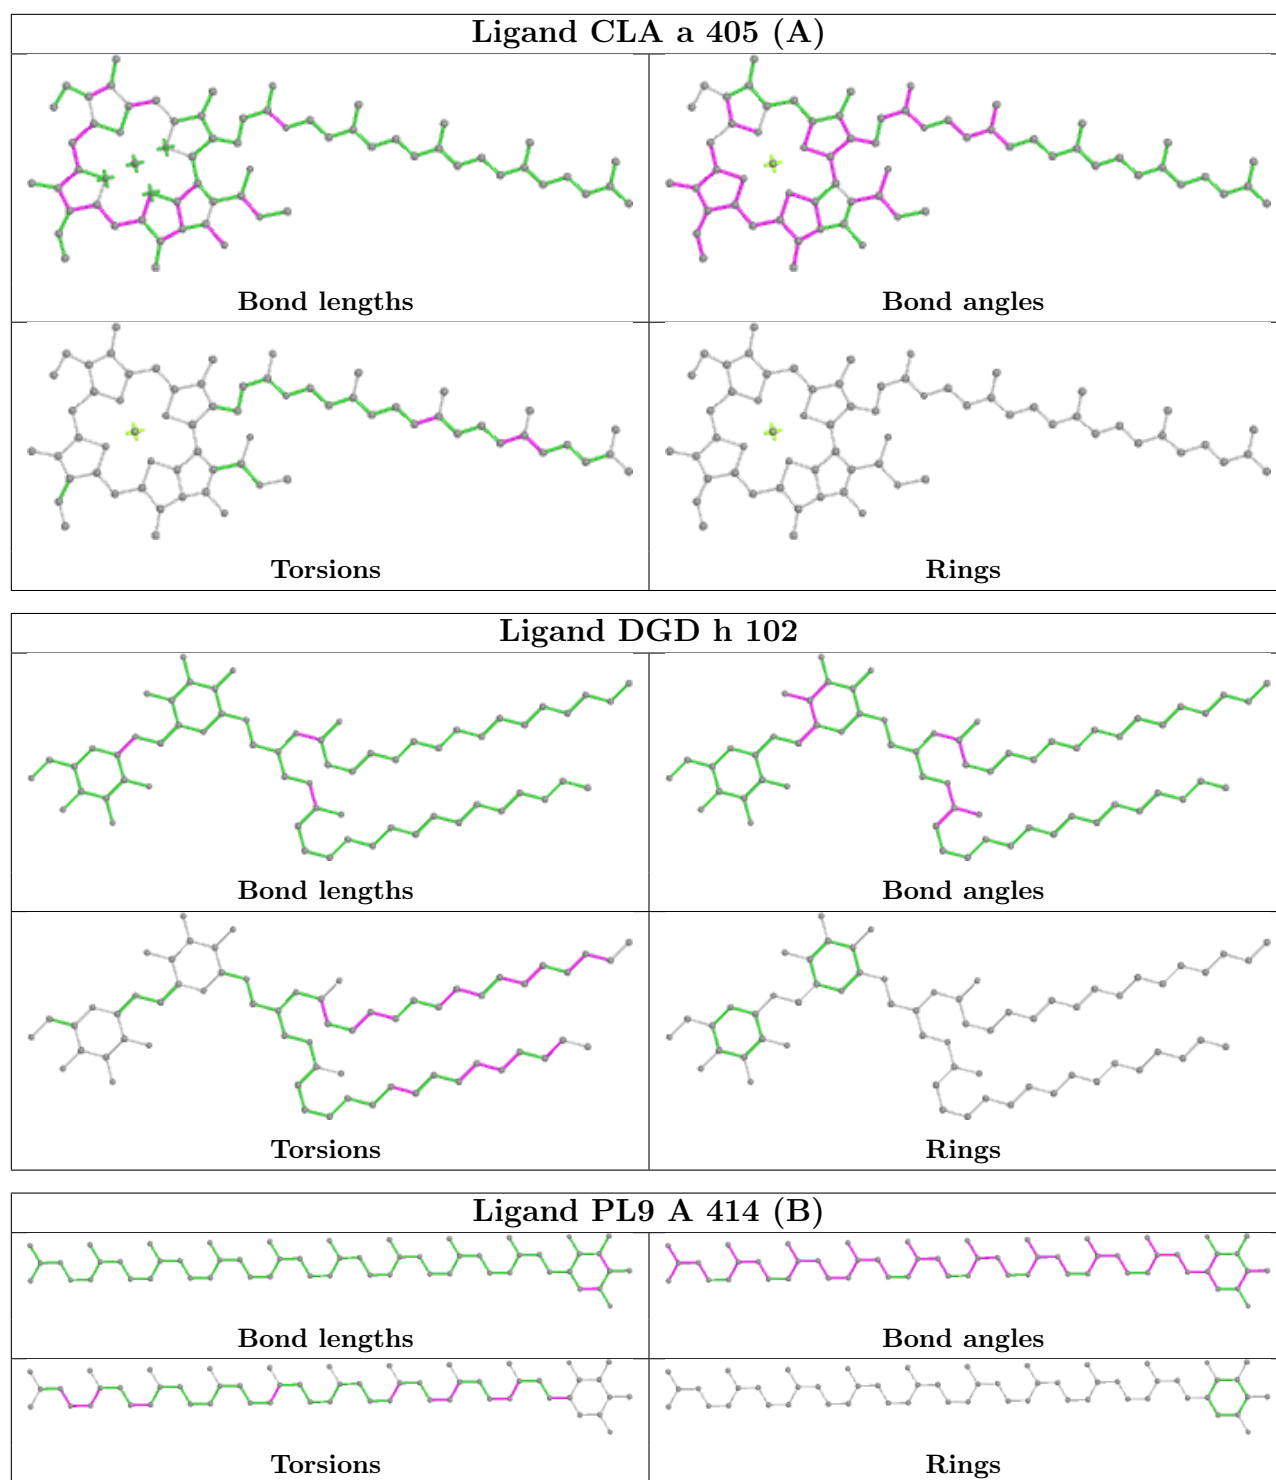 Ligand CLA a 405 (A)
Bond lengths
Bond angles
Torsions
Rings
Ligand DGD h 102
Bond lengths
Bond angles
Torsions
Rings
Ligand PL9 A 414 (B)
Bond lengths
Bond angles
Torsions
Rings